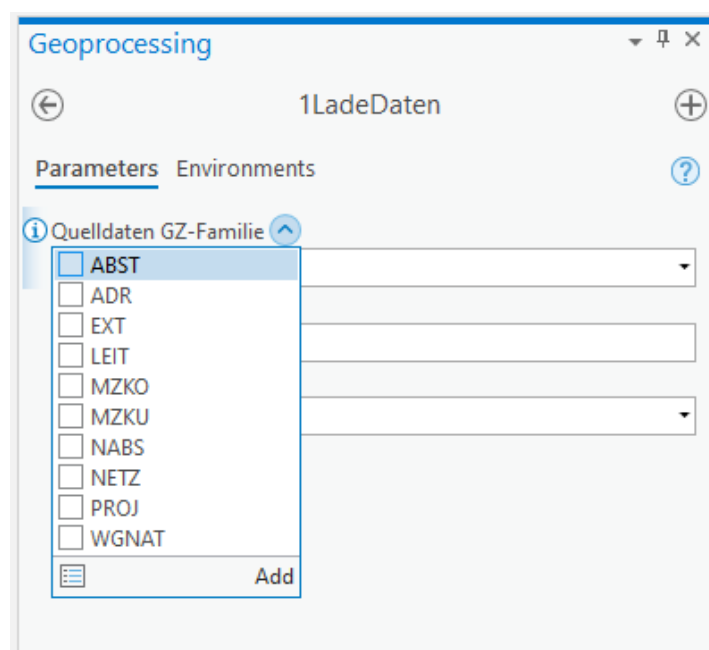 Geoprocessing
1LadeDaten
Parameters Environments
Quelldaten GZ-Familie
ABST
ADR
EXT
LEIT
MZKO
MZKU
NABS
NETZ
PROJ
WGNAT
Add